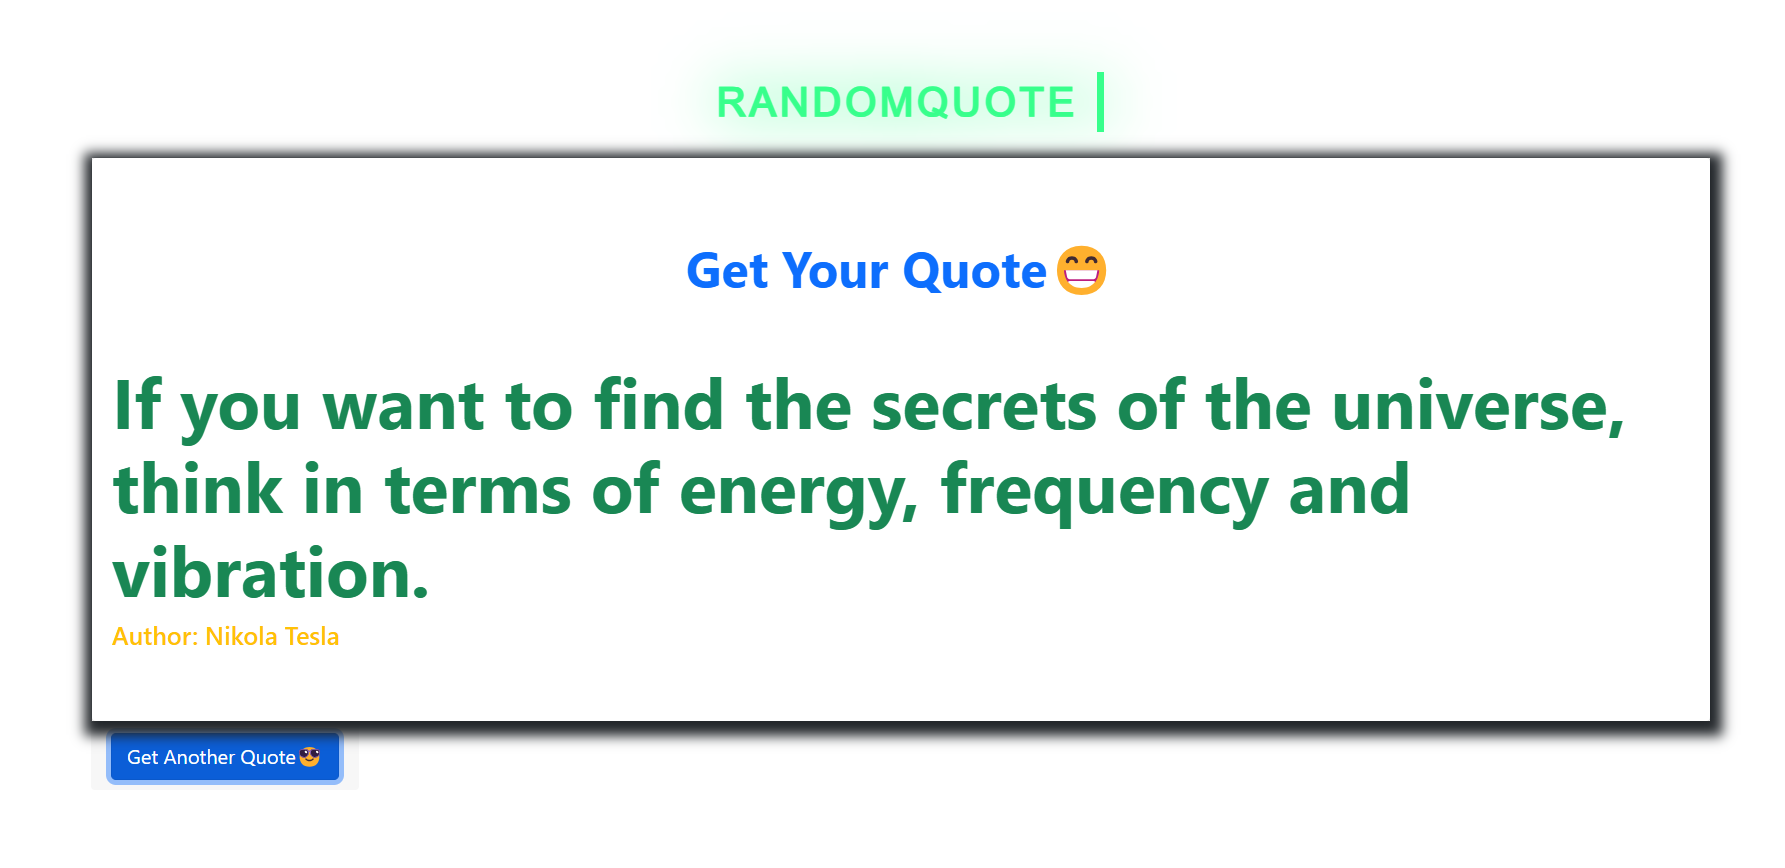 RANDOMQUOTE
Get Your Quote😁
If you want to find the secrets of the universe,
think in terms of energy, frequency and
vibration.
Author: Nikola Tesla
Get Another Quote😎